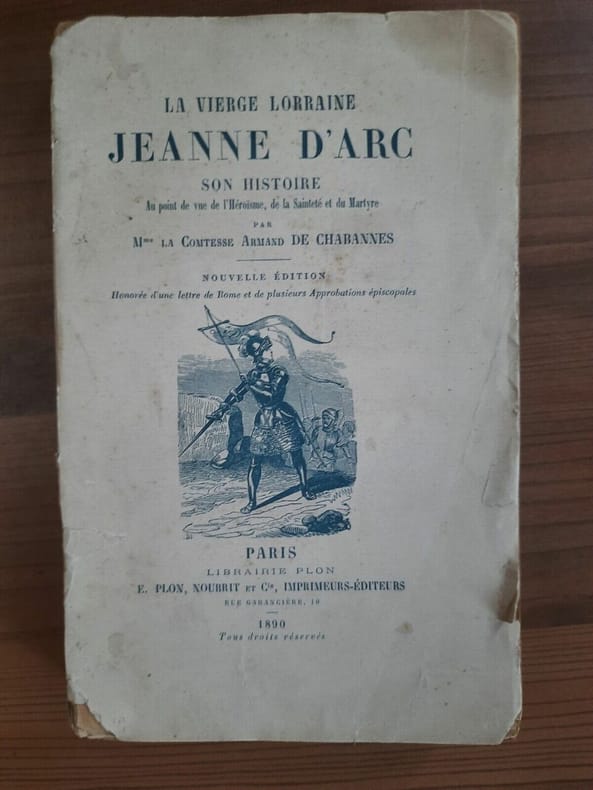 LA VIERGE LORRAINE
JEANNE D'ARC
SON HISTOIRE
Au point de vue de l'Héroïsme, de la Sainteté et du Martyre
PAR
Mme LA COMTESSE ARMAND DE CHABANNES
NOUVELLE ÉDITION
Honorée d'une lettre de Rome et de plusieurs Approbations épiscopales
PARIS
LIBRAIRIE PLON
E. PLON, NOURRIT ET Cie, IMPRIMEURS-ÉDITEURS
RUE GARANCIÈRE, 10
1890
Tous droits réservés